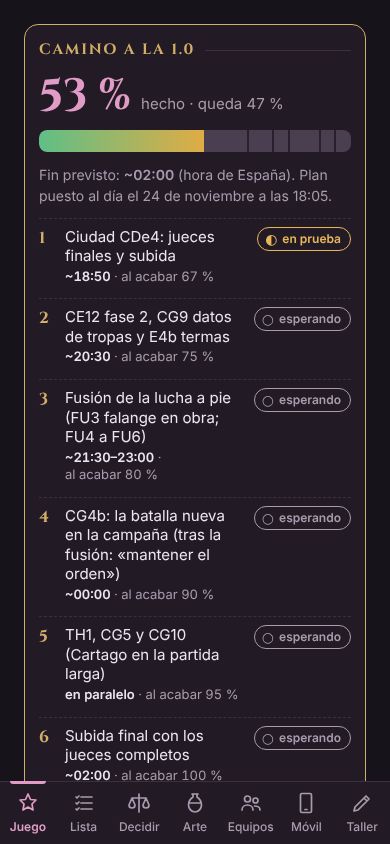 CAMINO A LA 1.0
53 % hecho · queda 47 %
Fin previsto: ~02:00 (hora de España). Plan
puesto al día el 24 de noviembre a las 18:05.
1 Ciudad CDe4: jueces en prueba
finales y subida
~18:50 · al acabar 67 %
2 CE12 fase 2, CG9 datos esperando
de tropas y E4b termas
~20:30 · al acabar 75 %
3 Fusión de la lucha a pie esperando
(FU3 falange en obra;
FU4 a FU6)
~21:30–23:00 ·
al acabar 80 %
4 CG4b: la batalla nueva esperando
en la campaña (tras la
fusión: «mantener el
orden»)
~00:00 · al acabar 90 %
5 TH1, CG5 y CG10 esperando
(Cartago en la partida
larga)
en paralelo · al acabar 95 %
6 Subida final con los esperando
jueces completos
~02:00 · al acabar 100 %
Juego Lista Decidir Arte Equipos Móvil Taller